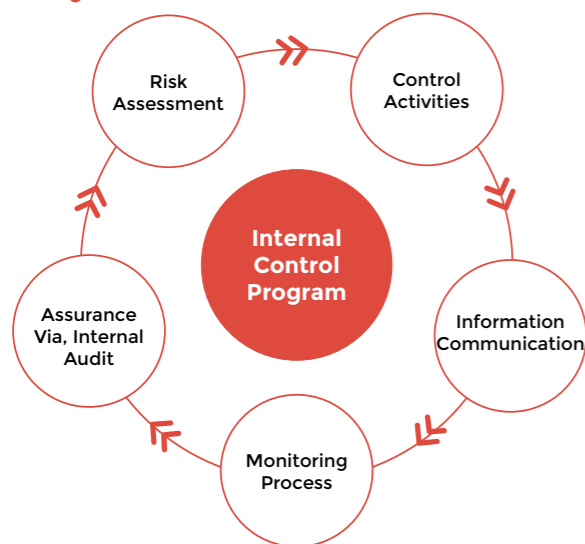 Risk
Assessment
Control
Activities
Internal
Control
Program
Information
Communication
Monitoring
Process
Assurance
Via, Internal
Audit